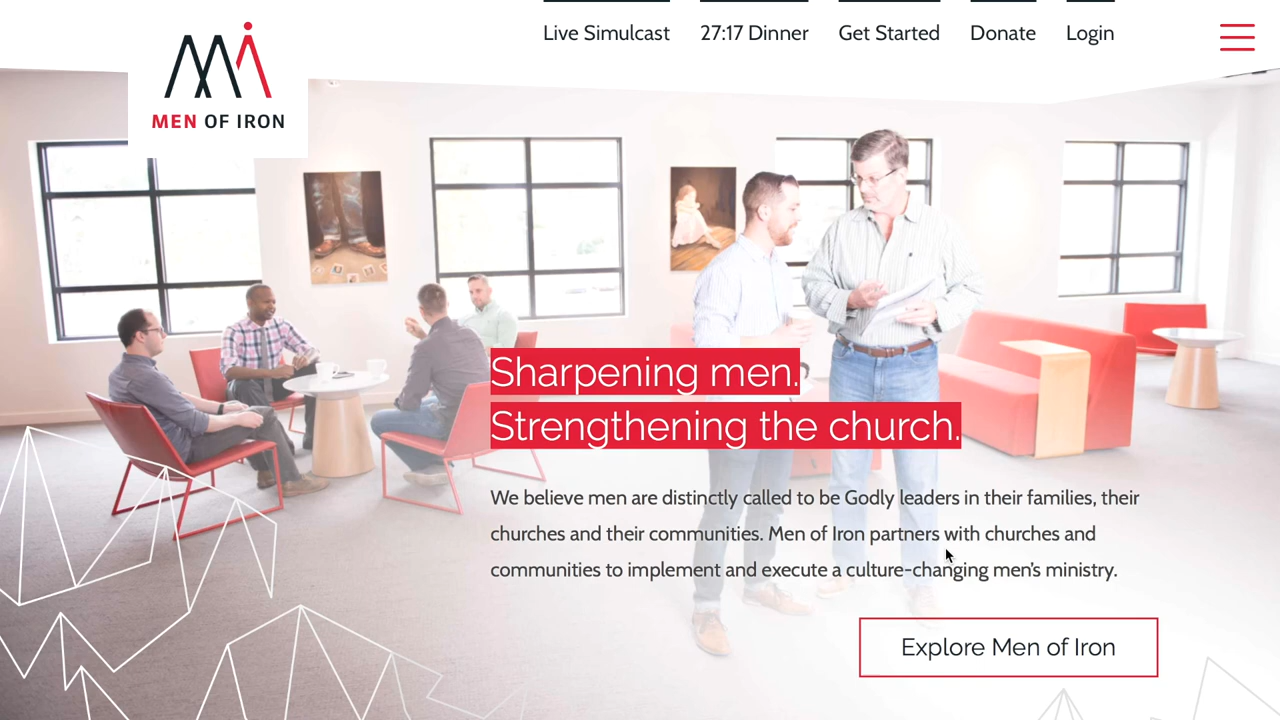 Live Simulcast
27:17 Dinner
Get Started
Donate
Login
MEN OF IRON
Sharpening men.
Strengthening the church.
We believe men are distinctly called to be Godly leaders in their families, their
churches and their communities. Men of Iron partners with churches and
communities to implement and execute a culture-changing men's ministry.
Explore Men of Iron